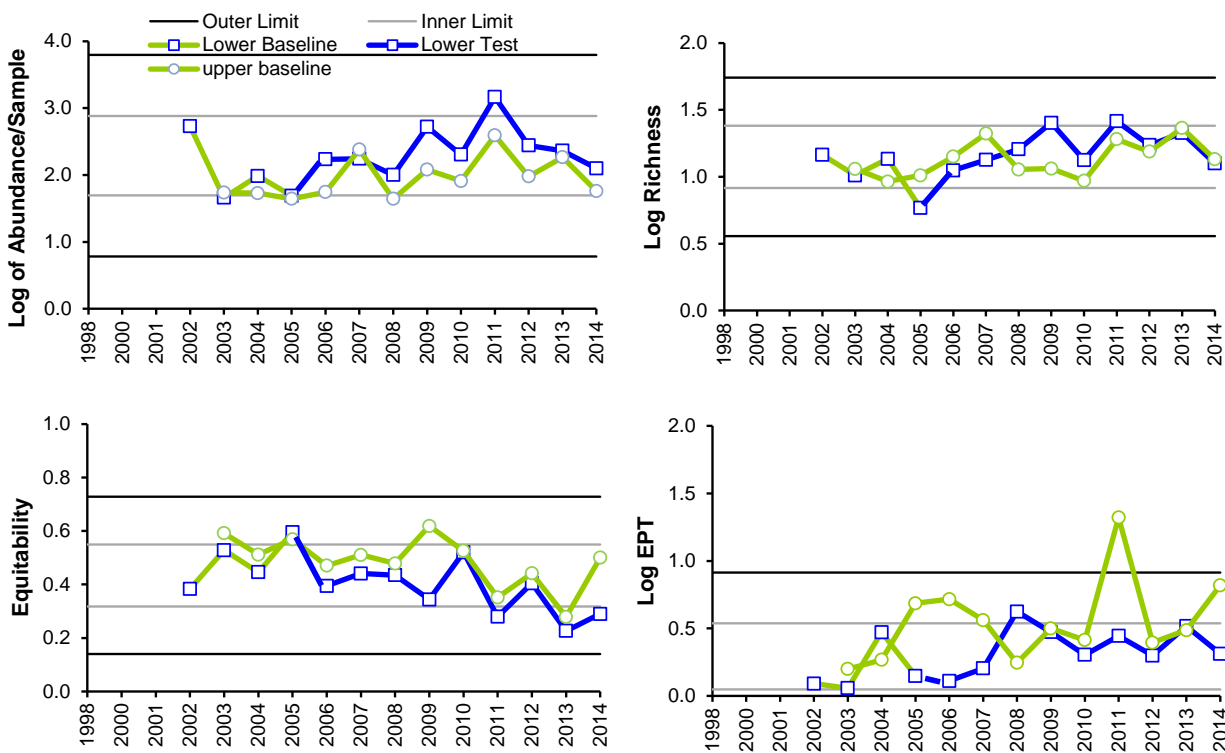 Outer Limit Inner Limit
Lower Baseline Lower Test
upper baseline
Log of Abundance/Sample
4.0
3.0
2.0
1.0
0.0
1998 2000 2001 2002 2003 2004 2005 2006 2007 2008 2009 2010 2011 2012 2013 2014
Log Richness
2.0
1.5
1.0
0.5
0.0
1998 2000 2001 2002 2003 2004 2005 2006 2007 2008 2009 2010 2011 2012 2013 2014
Equitability
1.0
0.8
0.6
0.4
0.2
0.0
1998 2000 2001 2002 2003 2004 2005 2006 2007 2008 2009 2010 2011 2012 2013 2014
Log EPT
2.0
1.5
1.0
0.5
0.0
1998 2000 2001 2002 2003 2004 2005 2006 2007 2008 2009 2010 2011 2012 2013 2014